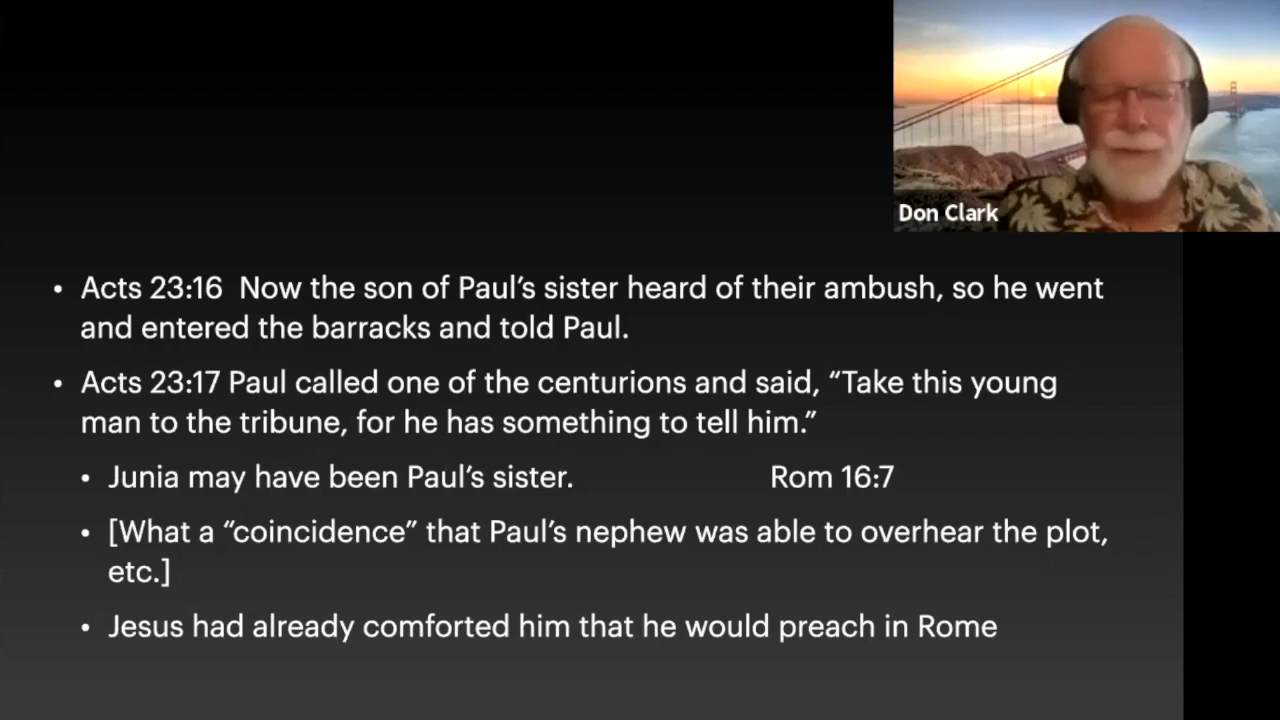 Don Clark
• Acts 23:16  Now the son of Paul’s sister heard of their ambush, so he went
and entered the barracks and told Paul.
• Acts 23:17 Paul called one of the centurions and said, “Take this young
man to the tribune, for he has something to tell him.”
• Junia may have been Paul’s sister. Rom 16:7
• [What a “coincidence” that Paul’s nephew was able to overhear the plot,
etc.]
• Jesus had already comforted him that he would preach in Rome